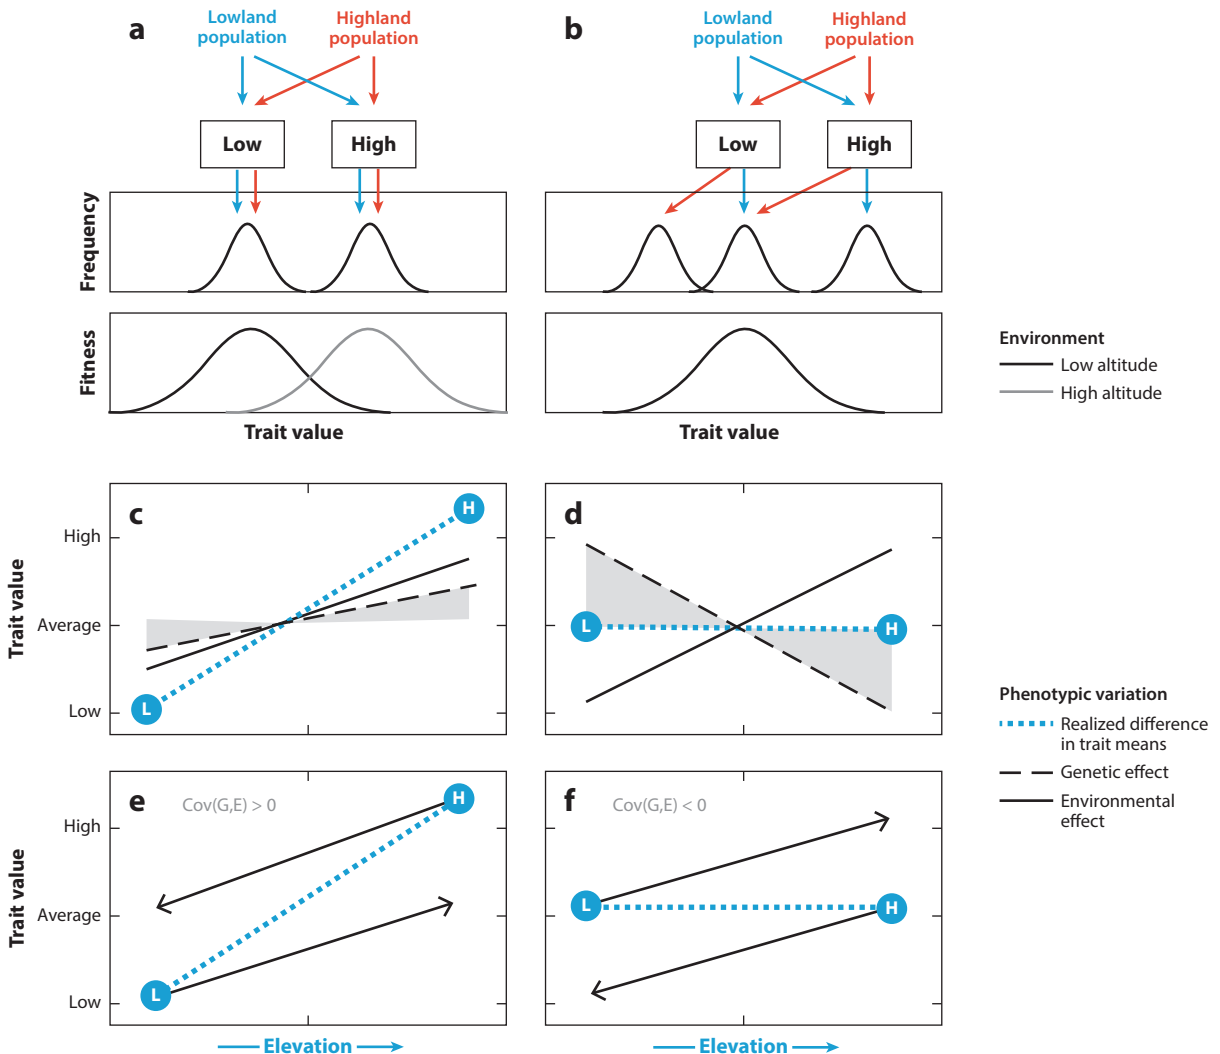 a
Lowland
population
Highland
population
Low
High
Frequency
Fitness
Trait value
b
Lowland
population
Highland
population
Low
High
Trait value
Environment
Low altitude
High altitude
c
High
Average
Low
Trait value
L
H
d
L
H
Phenotypic variation
Realized difference
in trait means
Genetic effect
Environmental
effect
e
Cov(G,E) > 0
High
Average
Low
Trait value
L
H
Elevation
f
Cov(G,E) < 0
L
H
Elevation